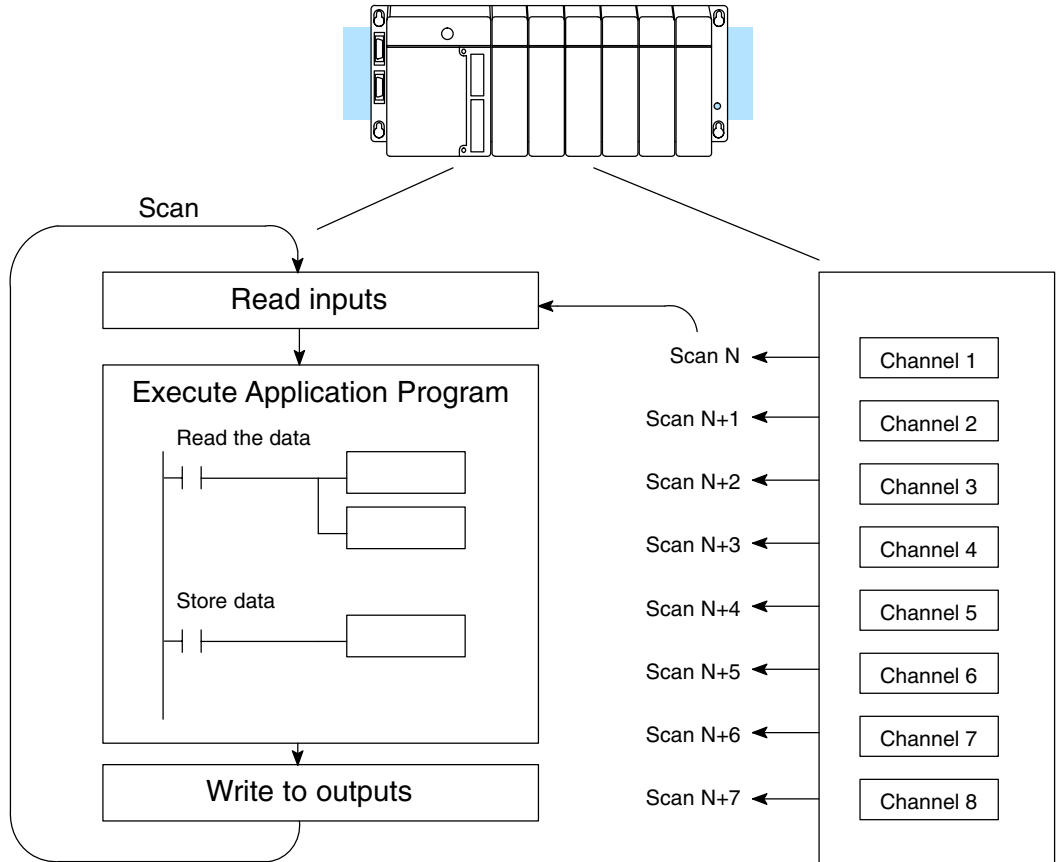 Scan
Read inputs
Execute Application Program
Read the data
Store data
Write to outputs
Scan N
Channel 1
Scan N+1
Channel 2
Scan N+2
Channel 3
Scan N+3
Channel 4
Scan N+4
Channel 5
Scan N+5
Channel 6
Scan N+6
Channel 7
Scan N+7
Channel 8